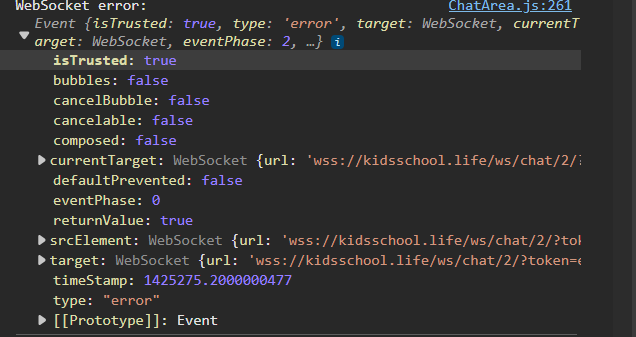 WebSocket error: ChatArea.js:261
Event {isTrusted: true, type: 'error', target: WebSocket, currentT
arget: WebSocket, eventPhase: 2, …} i
isTrusted: true
bubbles: false
cancelBubble: false
cancelable: false
composed: false
currentTarget: WebSocket {url: 'wss://kidsschool.life/ws/chat/2/?
defaultPrevented: false
eventPhase: 0
returnValue: true
srcElement: WebSocket {url: 'wss://kidsschool.life/ws/chat/2/?tok
target: WebSocket {url: 'wss://kidsschool.life/ws/chat/2/?token=e
timeStamp: 1425275.2000000477
type: "error"
[[Prototype]]: Event